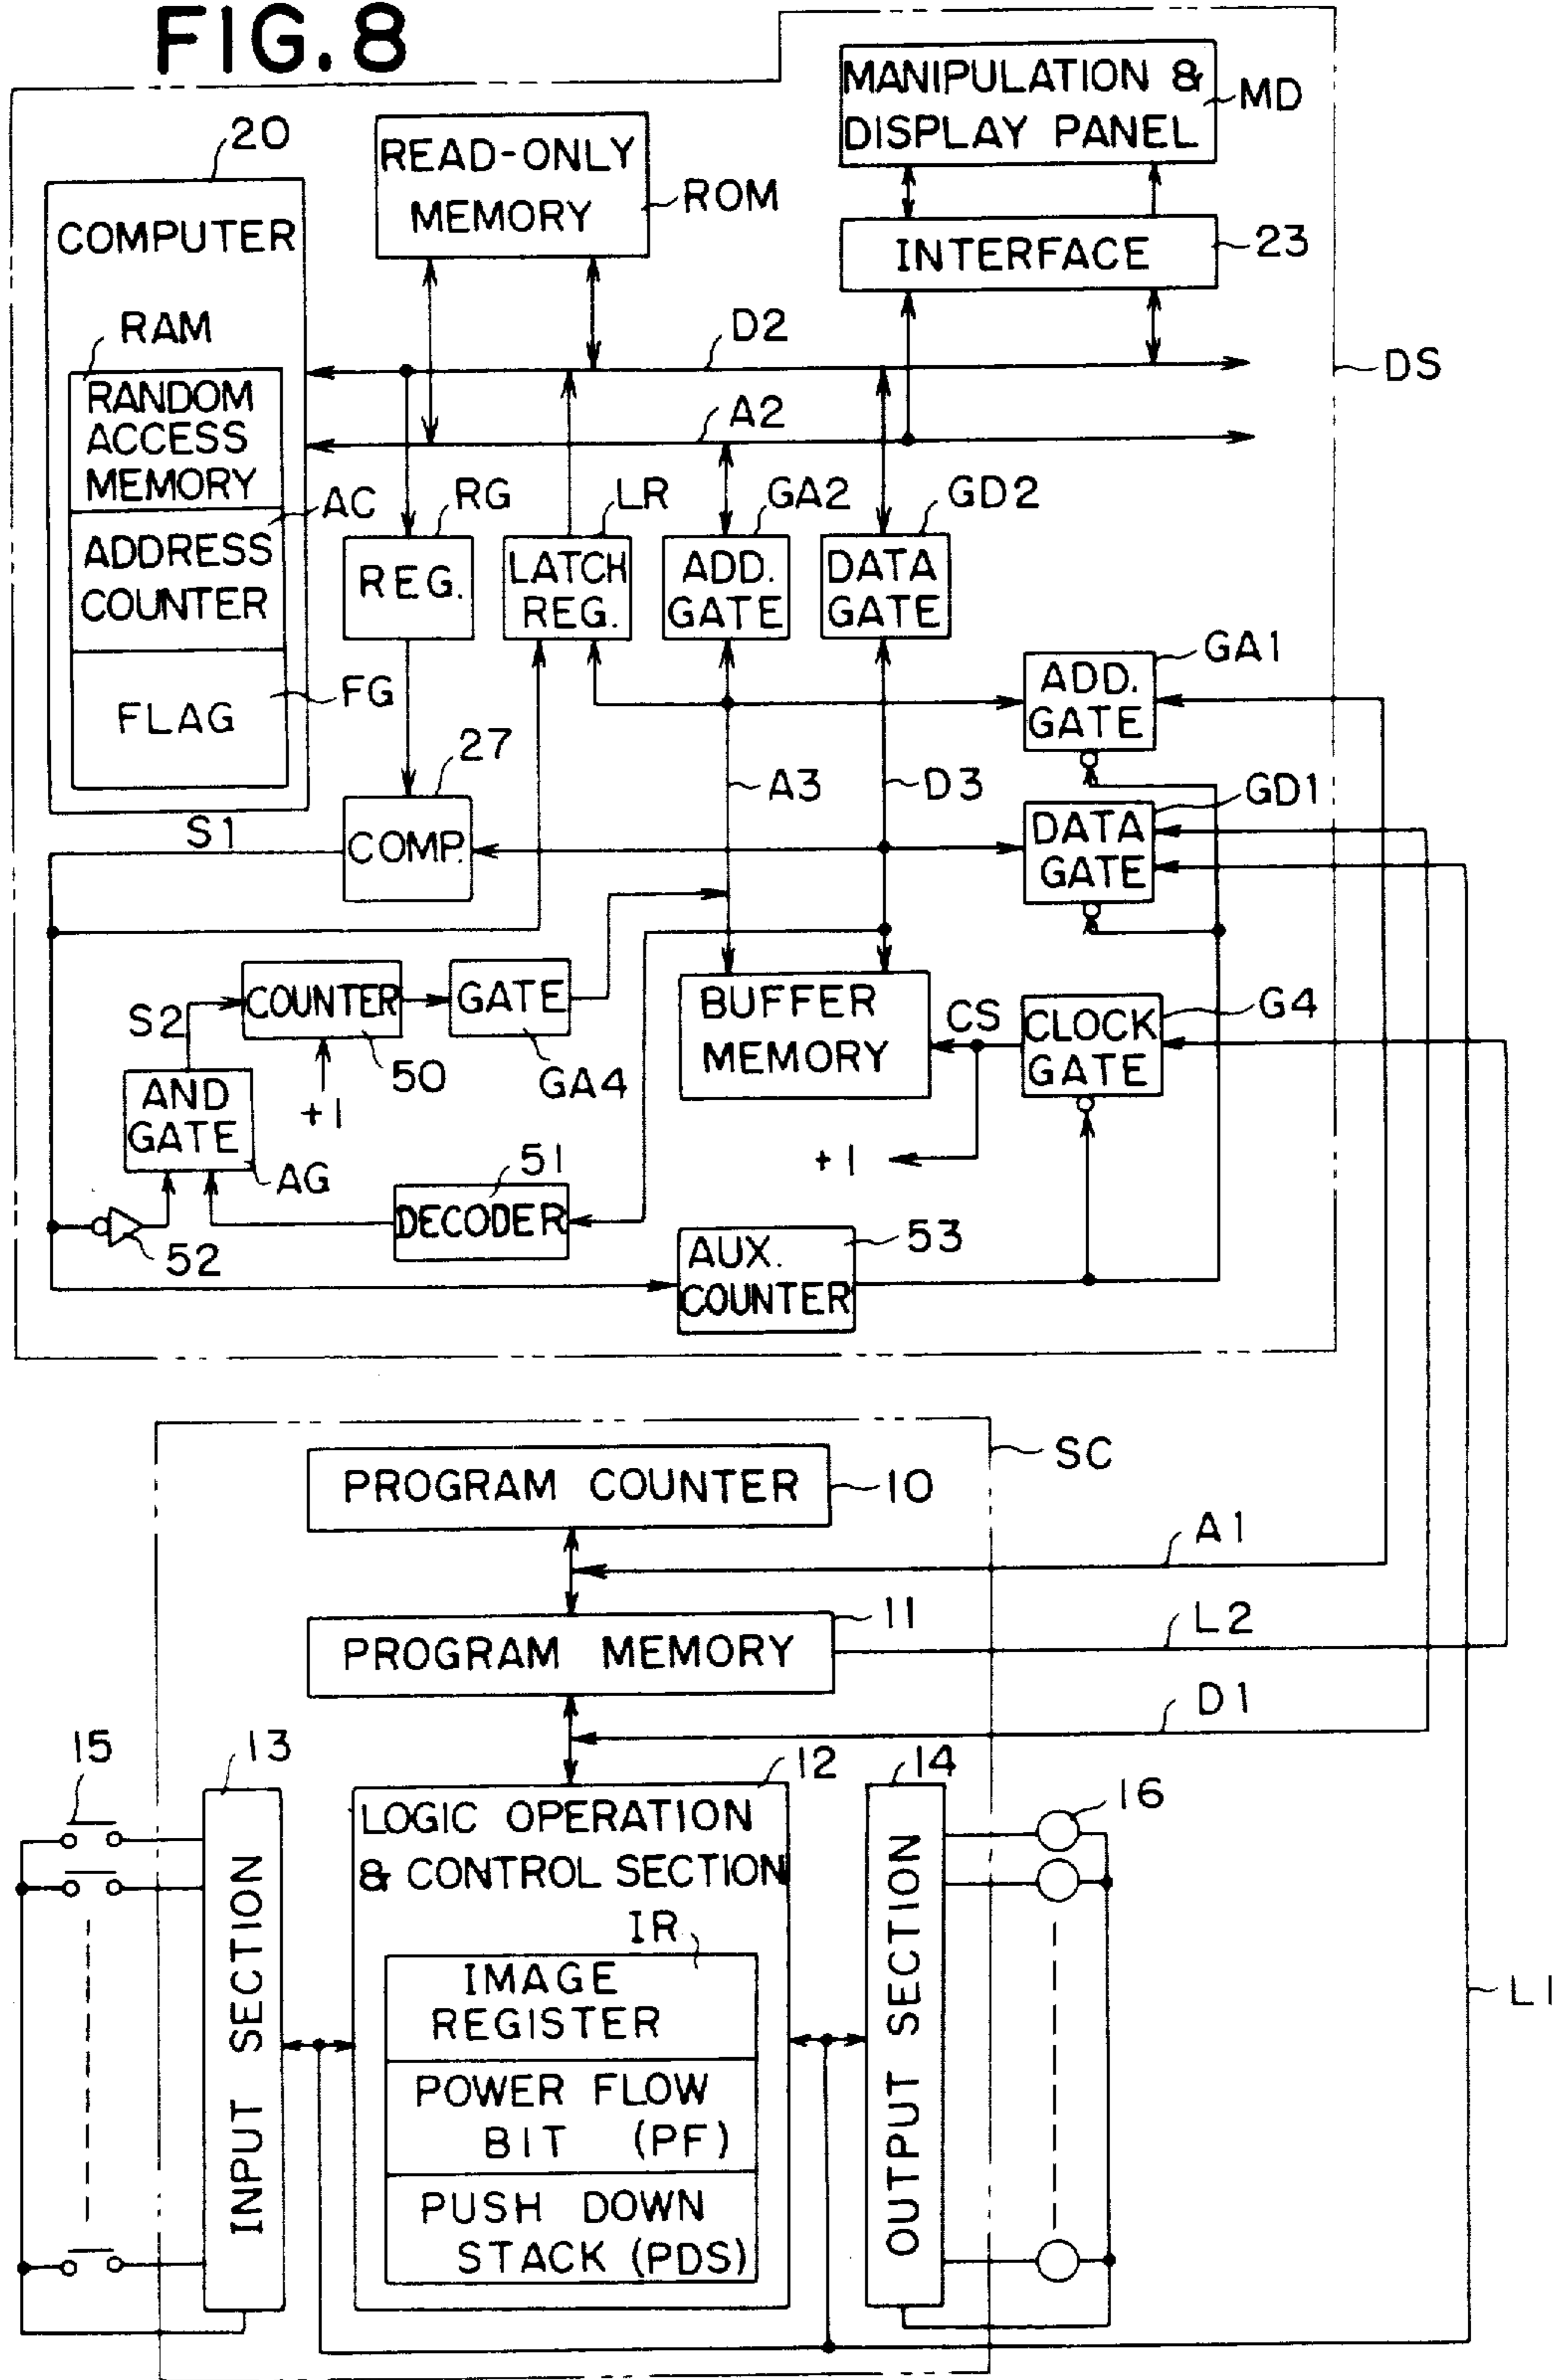 FIG. 8
MANIPULATION &
DISPLAY PANEL
MD
20
READ-ONLY
MEMORY
ROM
COMPUTER
INTERFACE
23
RAM
D2
DS
RANDOM
ACCESS
MEMORY
A2
AC
RG
LR
GA2
GD2
ADDRESS
COUNTER
REG.
LATCH
REG.
ADD.
GATE
DATA
GATE
GA1
ADD.
GATE
FG
FLAG
27
A3
D3
GD1
S1
COMP.
DATA
GATE
COUNTER
GATE
BUFFER
MEMORY
CS
CLOCK
GATE
G4
S2
50
GA4
+1
AND
GATE
AG
51
+1
DECODER
52
53
AUX.
COUNTER
SC
PROGRAM COUNTER
10
A1
11
PROGRAM MEMORY
L2
D1
15
13
12
14
16
LOGIC OPERATION
& CONTROL SECTION
IR
IMAGE
REGISTER
INPUT SECTION
OUTPUT SECTION
L1
POWER FLOW
BIT (PF)
PUSH DOWN
STACK (PDS)